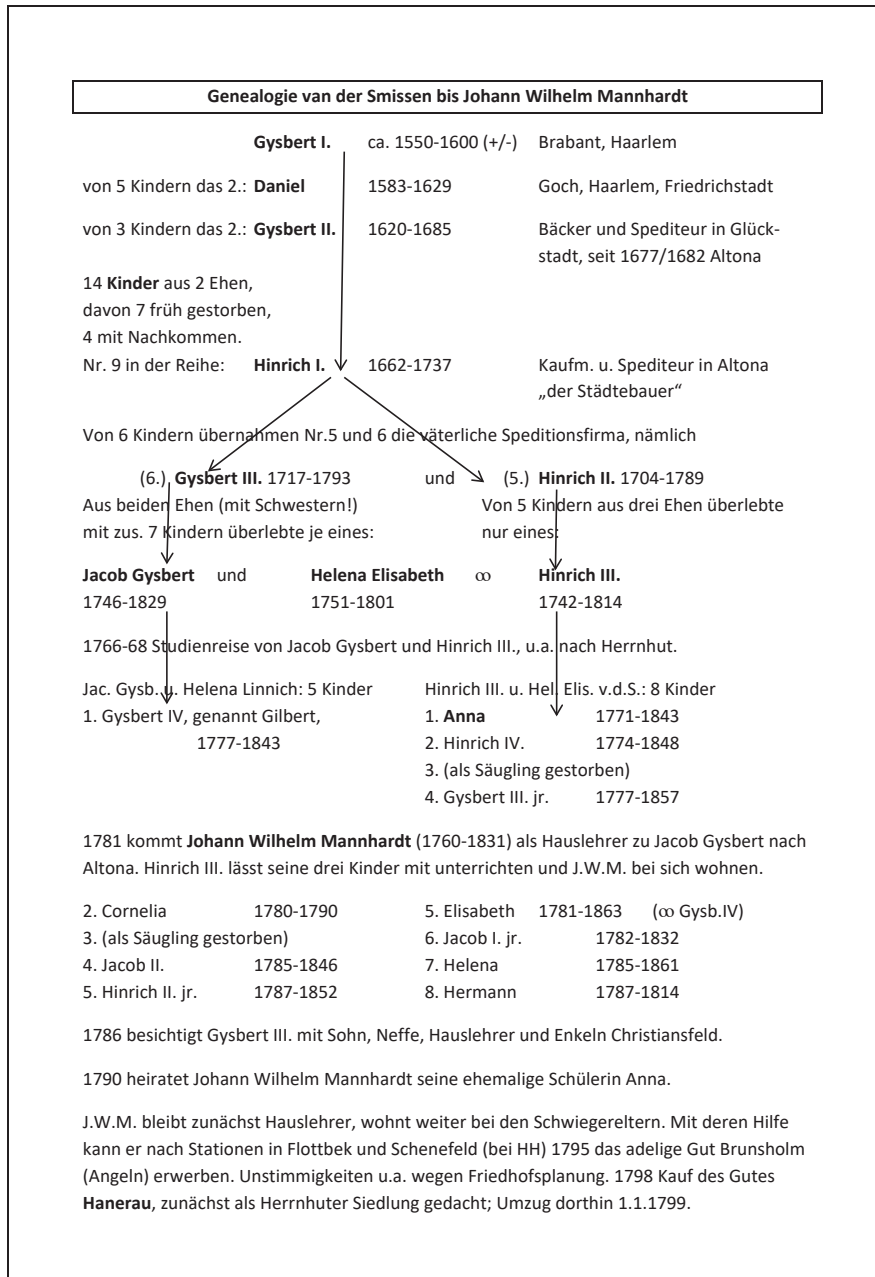 Genealogie van der Smissen bis Johann Wilhelm Mannhardt
Gysbert I. ca. 1550-1600 (+/-) Brabant, Haarlem
von 5 Kindern das 2.: Daniel 1583-1629 Goch, Haarlem, Friedrichstadt
von 3 Kindern das 2.: Gysbert II. 1620-1685 Bäcker und Spediteur in Glück-
stadt, seit 1677/1682 Altona
14 Kinder aus 2 Ehen,
davon 7 früh gestorben,
4 mit Nachkommen.
Nr. 9 in der Reihe: Hinrich I. 1662-1737 Kaufm. u. Spediteur in Altona
„der Städtebauer“
Von 6 Kindern übernahmen Nr.5 und 6 die väterliche Speditionsfirma, nämlich
(6.) Gysbert III. 1717-1793 und (5.) Hinrich II. 1704-1789
Aus beiden Ehen (mit Schwestern!) Von 5 Kindern aus drei Ehen überlebte
mit zus. 7 Kindern überlebte je eines: nur eines:
Jacob Gysbert und Helena Elisabeth ∞ Hinrich III.
1746-1829 1751-1801 1742-1814
1766-68 Studienreise von Jacob Gysbert und Hinrich III., u.a. nach Herrnhut.
Jac. Gysb. u. Helena Linnich: 5 Kinder Hinrich III. u. Hel. Elis. v.d.S.: 8 Kinder
1. Gysbert IV, genannt Gilbert, 1. Anna 1771-1843
1777-1843 2. Hinrich IV. 1774-1848
3. (als Säugling gestorben)
4. Gysbert III. jr. 1777-1857
1781 kommt Johann Wilhelm Mannhardt (1760-1831) als Hauslehrer zu Jacob Gysbert nach
Altona. Hinrich III. lässt seine drei Kinder mit unterrichten und J.W.M. bei sich wohnen.
2. Cornelia 1780-1790 5. Elisabeth 1781-1863 (∞ Gysb.IV)
3. (als Säugling gestorben) 6. Jacob I. jr. 1782-1832
4. Jacob II. 1785-1846 7. Helena 1785-1861
5. Hinrich II. jr. 1787-1852 8. Hermann 1787-1814
1786 besichtigt Gysbert III. mit Sohn, Neffe, Hauslehrer und Enkeln Christiansfeld.
1790 heiratet Johann Wilhelm Mannhardt seine ehemalige Schülerin Anna.
J.W.M. bleibt zunächst Hauslehrer, wohnt weiter bei den Schwiegereltern. Mit deren Hilfe
kann er nach Stationen in Flottbek und Schenefeld (bei HH) 1795 das adelige Gut Brunsholm
(Angeln) erwerben. Unstimmigkeiten u.a. wegen Friedhofsplanung. 1798 Kauf des Gutes
Hanerau, zunächst als Herrnhuter Siedlung gedacht; Umzug dorthin 1.1.1799.